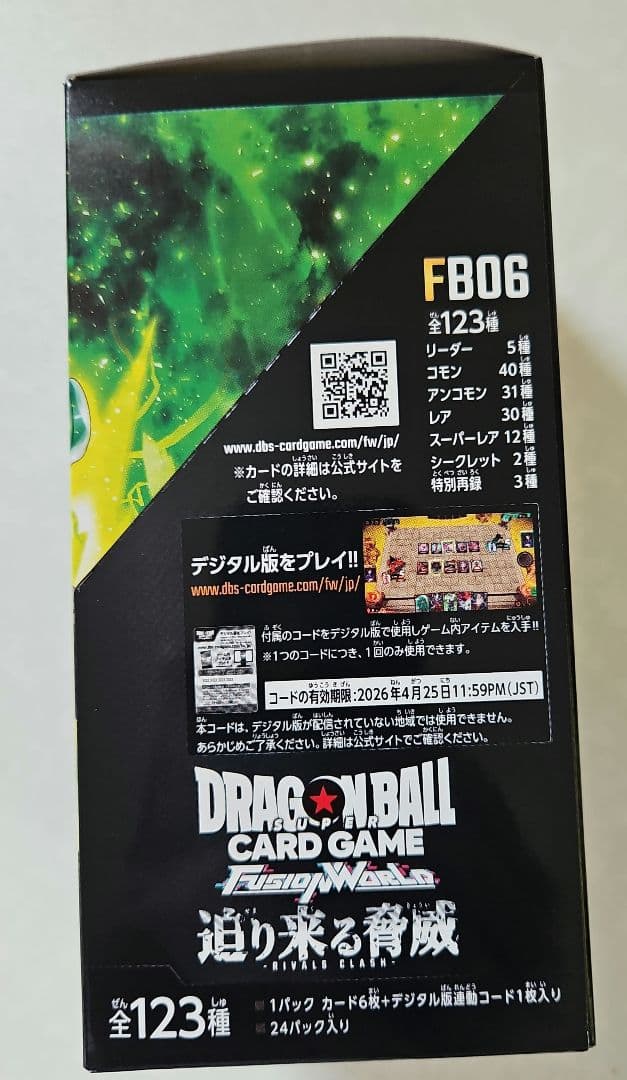 FB06
全123種
リーダー 5種
コモン 40種
アンコモン 31種
レア 30種
スーパーレア 12種
シークレット 2種
特別再録 3種
www.dbs-cardgame.com/fw/jp/
※カードの詳細は公式サイトを
ご確認ください。
デジタル版をプレイ!!
www.dbs-cardgame.com/fw/jp/
付属のコードをデジタル版で使用しゲーム内アイテムを入手!!
※1つのコードにつき、1回のみ使用できます。
コードの有効期限:2026年4月25日11:59PM(JST)
本コードは、デジタル版が配信されていない地域では使用できません。
あらかじめご了承ください。詳細は公式サイトでご確認ください。
DRAGON BALL
SUPER
CARD GAME
FUSION WORLD
迫り来る脅威
-RIVALS CLASH-
全123種
1パック カード6枚+デジタル版連動コード1枚入り
24パック入り